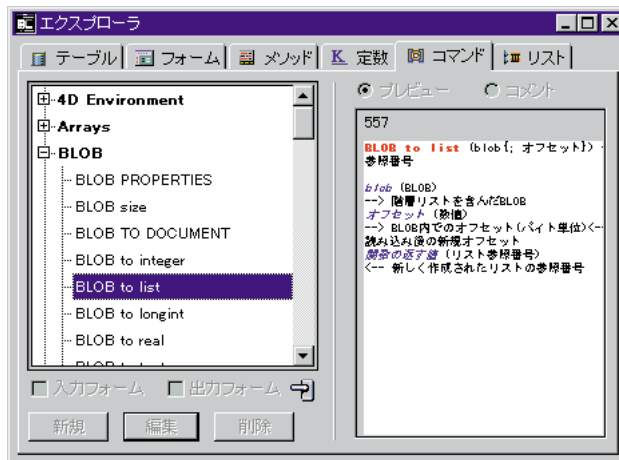 エクスプローラ
テーブル フォーム メソッド 定数 コマンド リスト
4D Environment
Arrays
BLOB
BLOB PROPERTIES
BLOB size
BLOB TO DOCUMENT
BLOB to integer
BLOB to list
BLOB to longint
BLOB to real
プレビュー コメント
557
BLOB to list (blob{; オフセット})
参照番号
blob (BLOB)
--> 階層リストを含んだBLOB
オフセット (数値)
--> BLOB内でのオフセット(バイト単位)<-
読み込み後の新規オフセット
関数の返す値 (リスト参照番号)
<-- 新しく作成されたリストの参照番号
入力フォーム 出力フォーム
新規 編集 削除